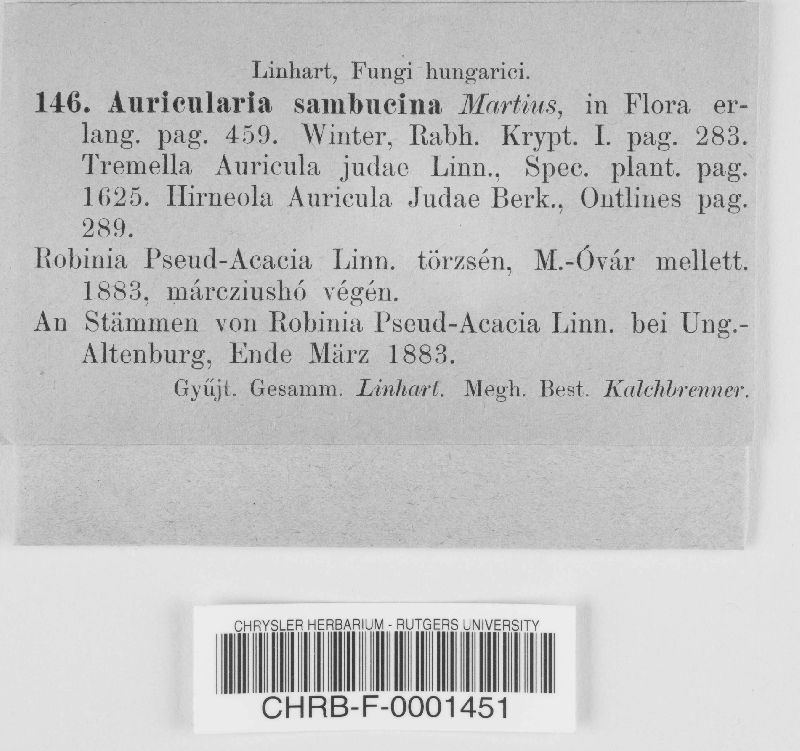 Linhart, Fungi hungarici.
146. Auricularia sambucina Martius, in Flora er-
lang. pag. 459. Winter, Rabh. Krypt. I. pag. 283.
Tremella Auricula judae Linn., Spec. plant. pag.
1625. Hirneola Auricula Judae Berk., Ontlines pag.
289.
Robinia Pseud-Acacia Linn. törzsén, M.-Óvár mellett.
1883, márcziushó végén.
An Stämmen von Robinia Pseud-Acacia Linn. bei Ung.-
Altenburg, Ende März 1883.
Gyűjt. Gesamm. Linhart. Megh. Best. Kalchbrenner.
CHRYSLER HERBARIUM - RUTGERS UNIVERSITY
CHRB-F-0001451